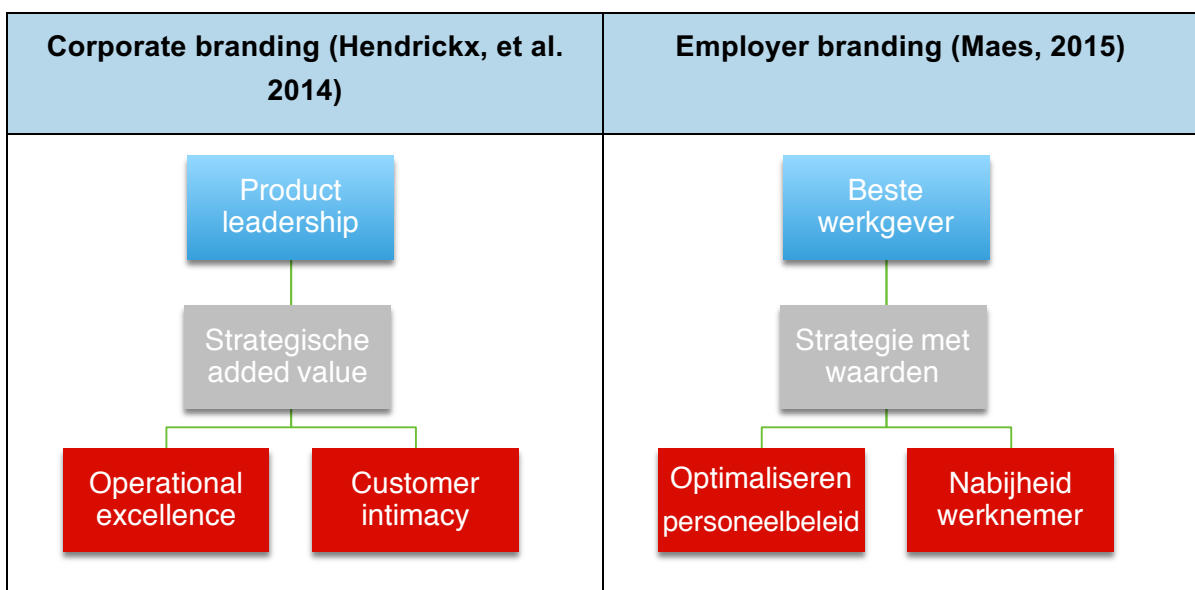 Corporate branding (Hendrickx, et al.
2014)
Employer branding (Maes, 2015)
Product
leadership
Strategische
added value
Operational
excellence
Customer
intimacy
Beste
werkgever
Strategie met
waarden
Optimaliseren
personeelbeleid
Nabijheid
werknemer